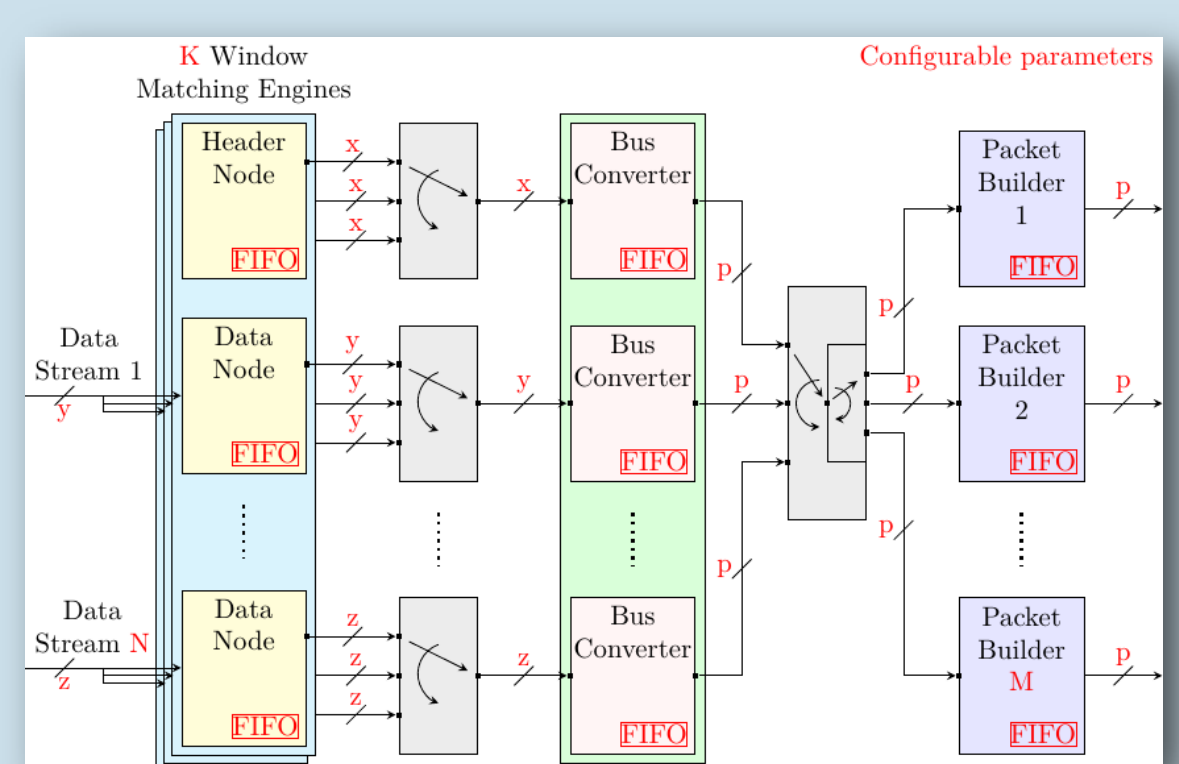 K Window
Matching Engines
Configurable parameters
Header
Node
FIFO
x
x
x
x
Bus
Converter
FIFO
p
Packet
Builder
1
FIFO
p
p
Data
Stream 1
y
Data
Node
FIFO
y
y
y
y
Bus
Converter
FIFO
p
p
Packet
Builder
2
FIFO
p
Data
Stream N
z
Data
Node
FIFO
z
z
z
z
Bus
Converter
FIFO
p
p
Packet
Builder
M
FIFO
p